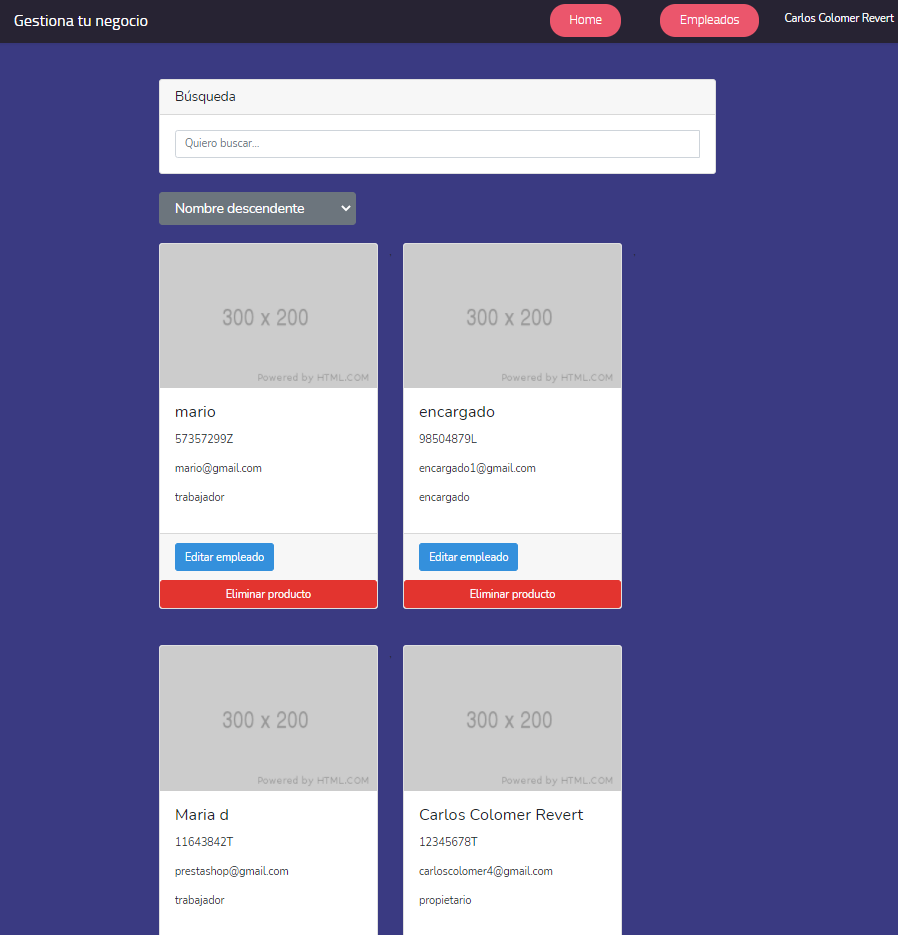 Gestiona tu negocio
Home
Empleados
Carlos Colomer Revert
Búsqueda
Quiero buscar...
Nombre descendente
300 x 200
Powered by HTML.COM
mario
57357299Z
mario@gmail.com
trabajador
Editar empleado
Eliminar producto
300 x 200
Powered by HTML.COM
encargado
98504879L
encargado1@gmail.com
encargado
Editar empleado
Eliminar producto
300 x 200
Powered by HTML.COM
Maria d
11643842T
prestashop@gmail.com
trabajador
300 x 200
Powered by HTML.COM
Carlos Colomer Revert
12345678T
carloscolomer4@gmail.com
propietario